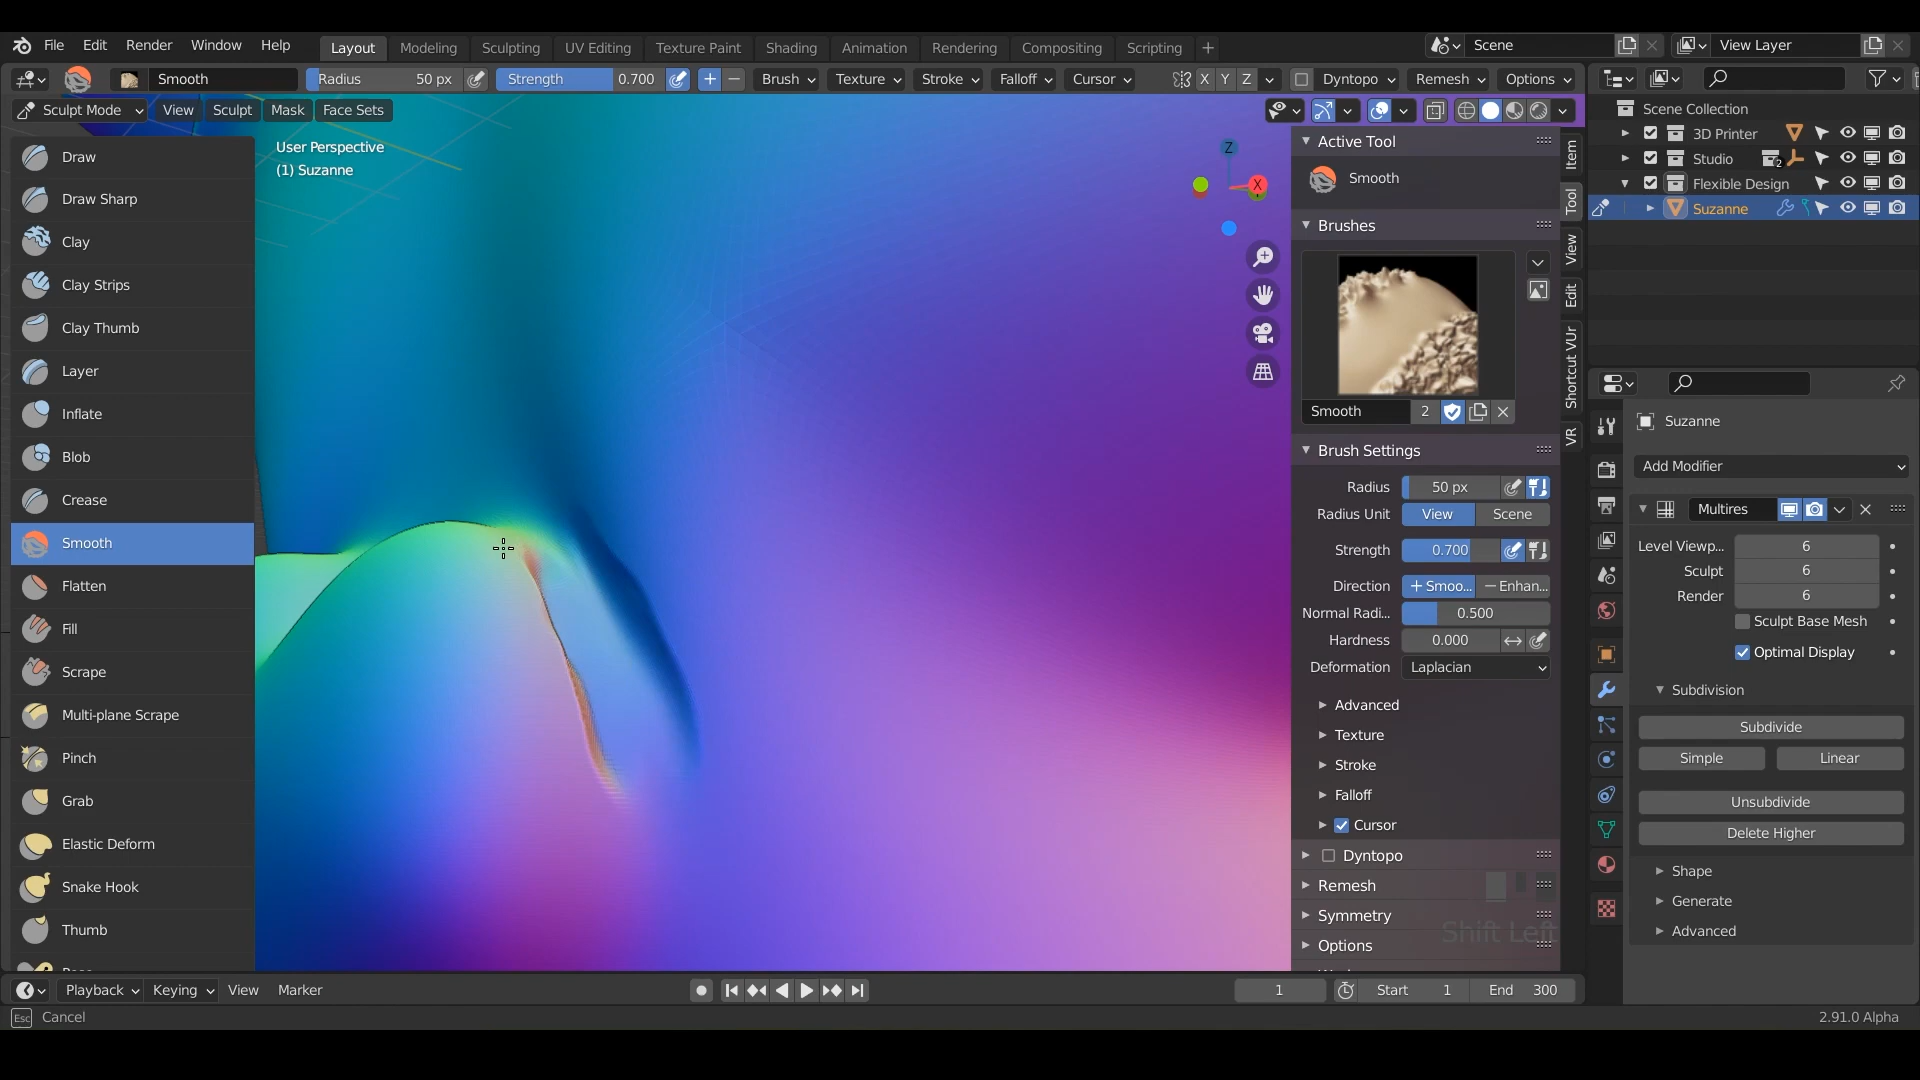 File Edit Render Window Help Layout Modeling Sculpting UV Editing Texture Paint Shading Animation Rendering Compositing Scripting + Scene View Layer
Smooth Radius 50 px Strength 0.700 + − Brush Texture Stroke Falloff Cursor X Y Z Dyntopo Remesh Options
Sculpt Mode View Sculpt Mask Face Sets
Draw
Draw Sharp
Clay
Clay Strips
Clay Thumb
Layer
Inflate
Blob
Crease
Smooth
Flatten
Fill
Scrape
Multi-plane Scrape
Pinch
Grab
Elastic Deform
Snake Hook
Thumb
User Perspective
(1) Suzanne
Z
X
Active Tool
Smooth
Brushes
Smooth 2
Brush Settings
Radius 50 px
Radius Unit View Scene
Strength 0.700
Direction + Smoo... − Enhan...
Normal Radi... 0.500
Hardness 0.000
Deformation Laplacian
Advanced
Texture
Stroke
Falloff
Cursor
Dyntopo
Remesh
Symmetry
Options
Shift Left
Item
Tool
View
Edit
Shortcut VUr
VR
Scene Collection
3D Printer
Studio 2
Flexible Design
Suzanne
Suzanne
Add Modifier
Multires
Level Viewp... 6
Sculpt 6
Render 6
Sculpt Base Mesh
Optimal Display
Subdivision
Subdivide
Simple Linear
Unsubdivide
Delete Higher
Shape
Generate
Advanced
Playback Keying View Marker 1 Start 1 End 300
Esc Cancel 2.91.0 Alpha